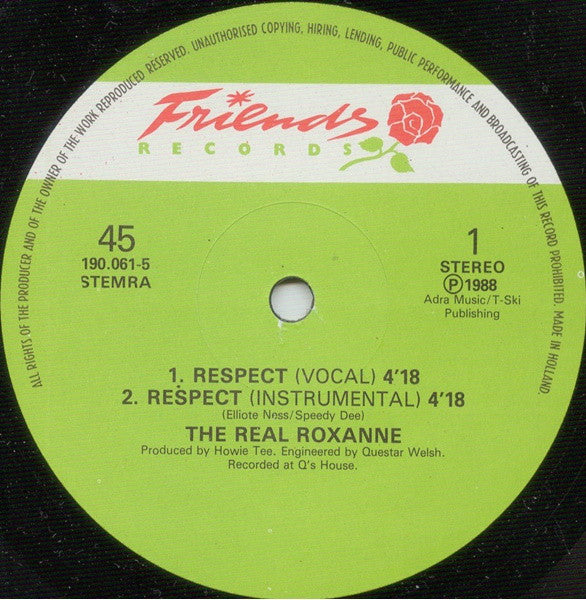 ALL RIGHTS OF THE PRODUCER AND OF THE OWNER OF THE WORK REPRODUCED RESERVED. UNAUTHORISED COPYING, HIRING, LENDING, PUBLIC PERFORMANCE AND BROADCASTING OF THIS RECORD PROHIBITED. MADE IN HOLLAND.
Friends
RECORDS
45
190.061-5
STEMRA
1
STEREO
Ⓟ1988
Adra Music/T-Ski
Publishing
1. RESPECT (VOCAL) 4'18
2. RESPECT (INSTRUMENTAL) 4'18
(Elliote Ness/Speedy Dee)
THE REAL ROXANNE
Produced by Howie Tee. Engineered by Questar Welsh.
Recorded at Q's House.